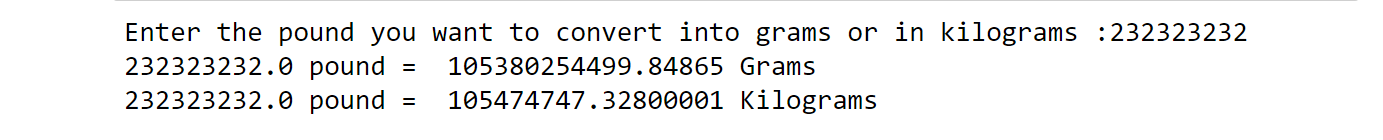 Enter the pound you want to convert into grams or in kilograms :232323232
232323232.0 pound =  105380254499.84865 Grams
232323232.0 pound =  105474747.32800001 Kilograms